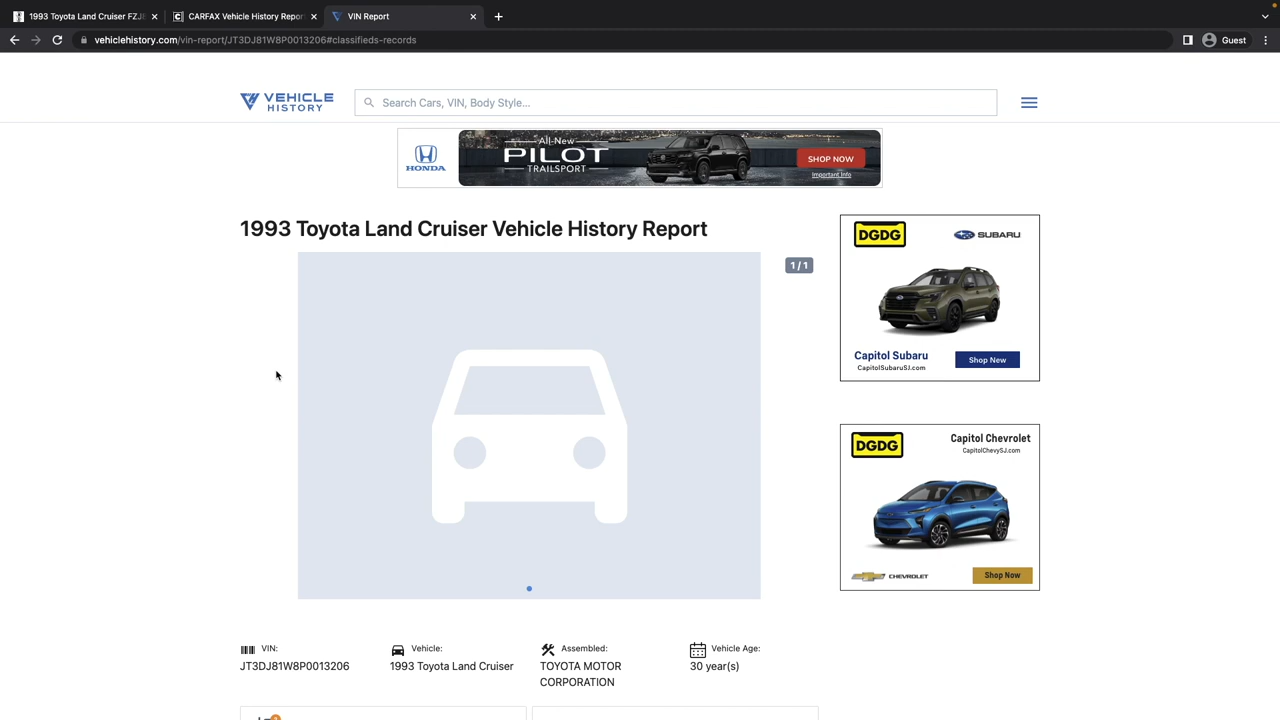 1993 Toyota Land Cruiser FZJ8
CARFAX Vehicle History Repor
VIN Report
vehiclehistory.com/vin-report/JT3DJ81W8P0013206#classifieds-records
Guest
VEHICLE
HISTORY
Search Cars, VIN, Body Style...
HONDA
All-New
PILOT
TRAILSPORT
SHOP NOW
Important Info
1993 Toyota Land Cruiser Vehicle History Report
1 / 1
DGDG
SUBARU
Capitol Subaru
CapitolSubaruSJ.com
Shop New
DGDG
Capitol Chevrolet
CapitolChevySJ.com
CHEVROLET
Shop Now
VIN:
JT3DJ81W8P0013206
Vehicle:
1993 Toyota Land Cruiser
Assembled:
TOYOTA MOTOR
CORPORATION
Vehicle Age:
30 year(s)